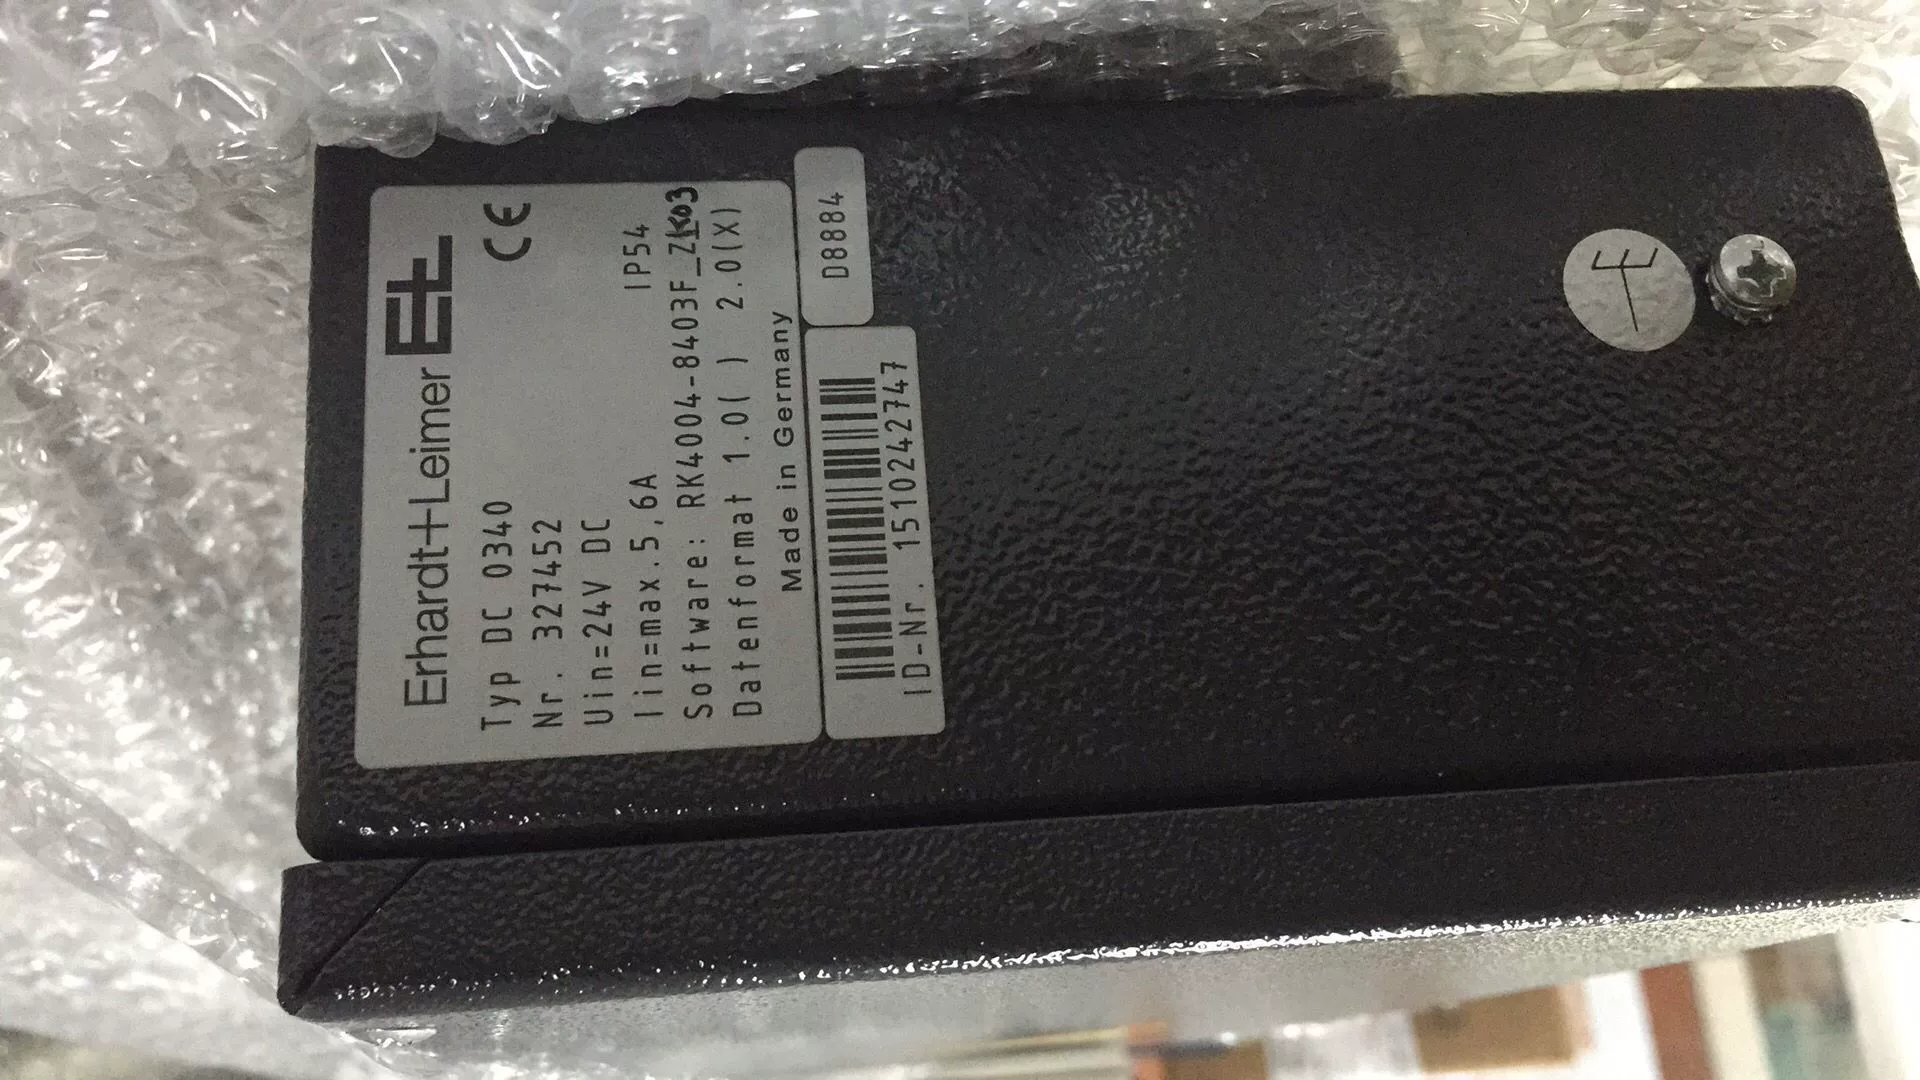 Erhardt+Leimer E+L
Typ DC 0340 CE
Nr. 327452
Uin=24V DC
Iin=max.5,6A IP54
Software: RK4004-8403F_ZK03
Datenformat 1.0( ) 2.0(X)
Made in Germany
D8884
ID-Nr. 1510242747